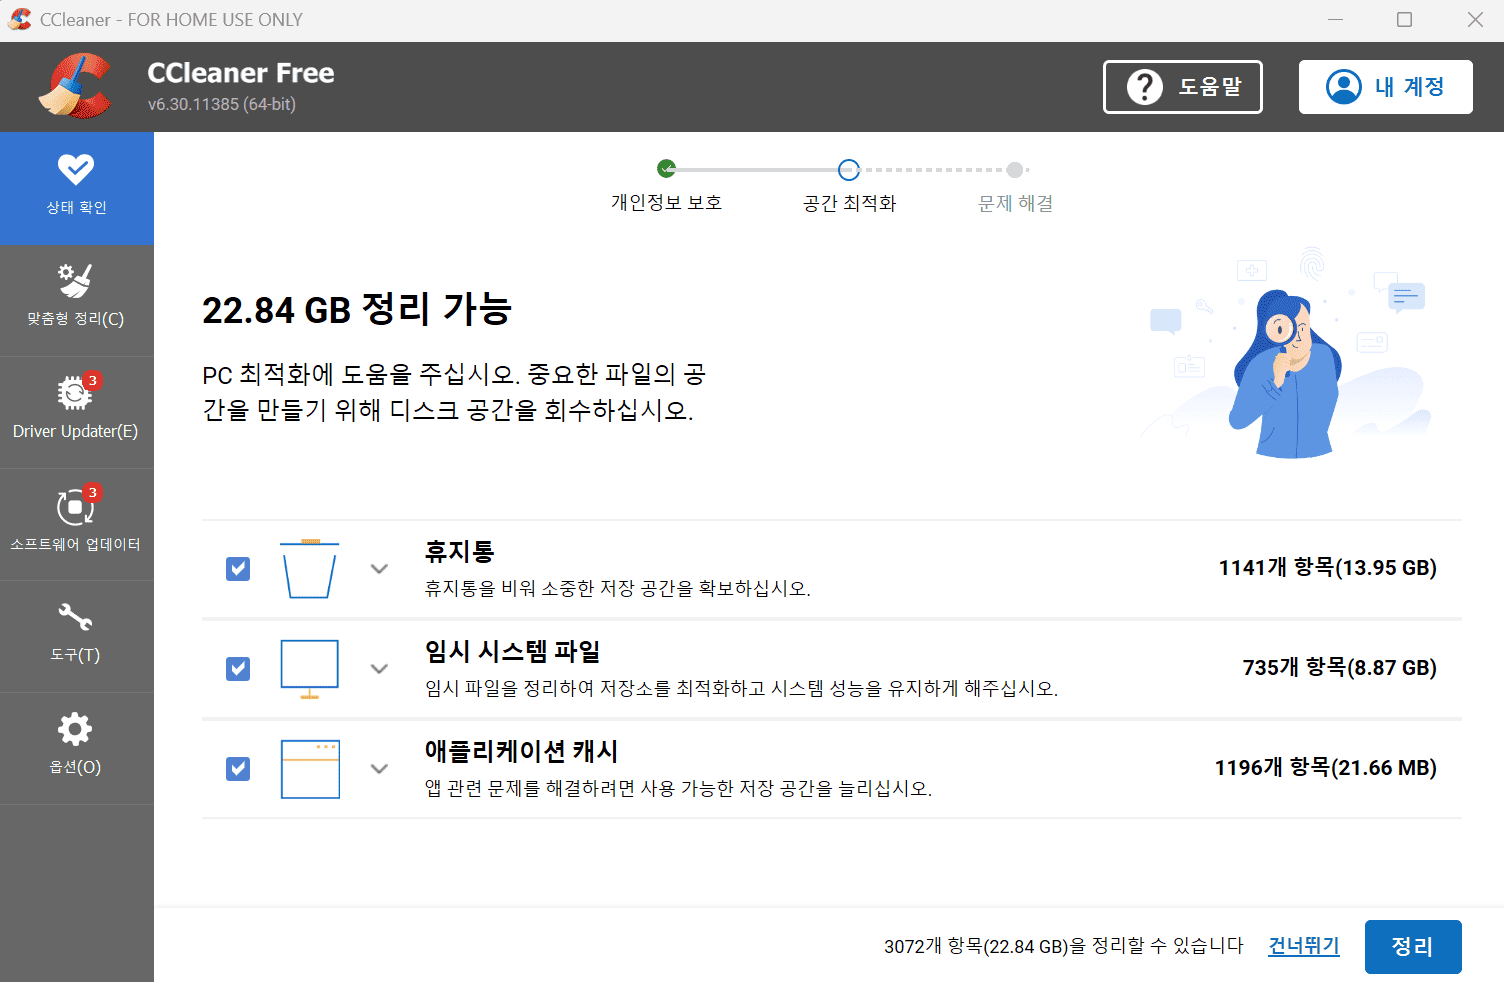 CCleaner - FOR HOME USE ONLY
CCleaner Free
v6.30.11385 (64-bit)
도움말
내 계정
상태 확인
맞춤형 정리(C)
3
Driver Updater(E)
3
소프트웨어 업데이터
도구(T)
옵션(O)
개인정보 보호
공간 최적화
문제 해결
22.84 GB 정리 가능
PC 최적화에 도움을 주십시오. 중요한 파일의 공
간을 만들기 위해 디스크 공간을 회수하십시오.
휴지통
휴지통을 비워 소중한 저장 공간을 확보하십시오.
1141개 항목(13.95 GB)
임시 시스템 파일
임시 파일을 정리하여 저장소를 최적화하고 시스템 성능을 유지하게 해주십시오.
735개 항목(8.87 GB)
애플리케이션 캐시
앱 관련 문제를 해결하려면 사용 가능한 저장 공간을 늘리십시오.
1196개 항목(21.66 MB)
3072개 항목(22.84 GB)을 정리할 수 있습니다
건너뛰기
정리